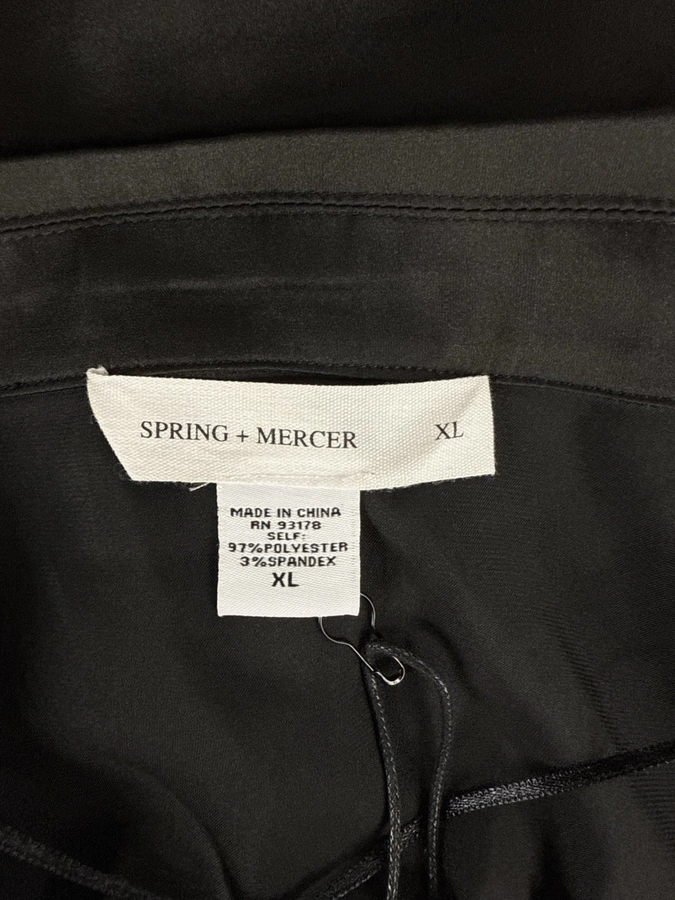 SPRING + MERCER XL
MADE IN CHINA
RN 93178
SELF:
97%POLYESTER
3%SPANDEX
XL